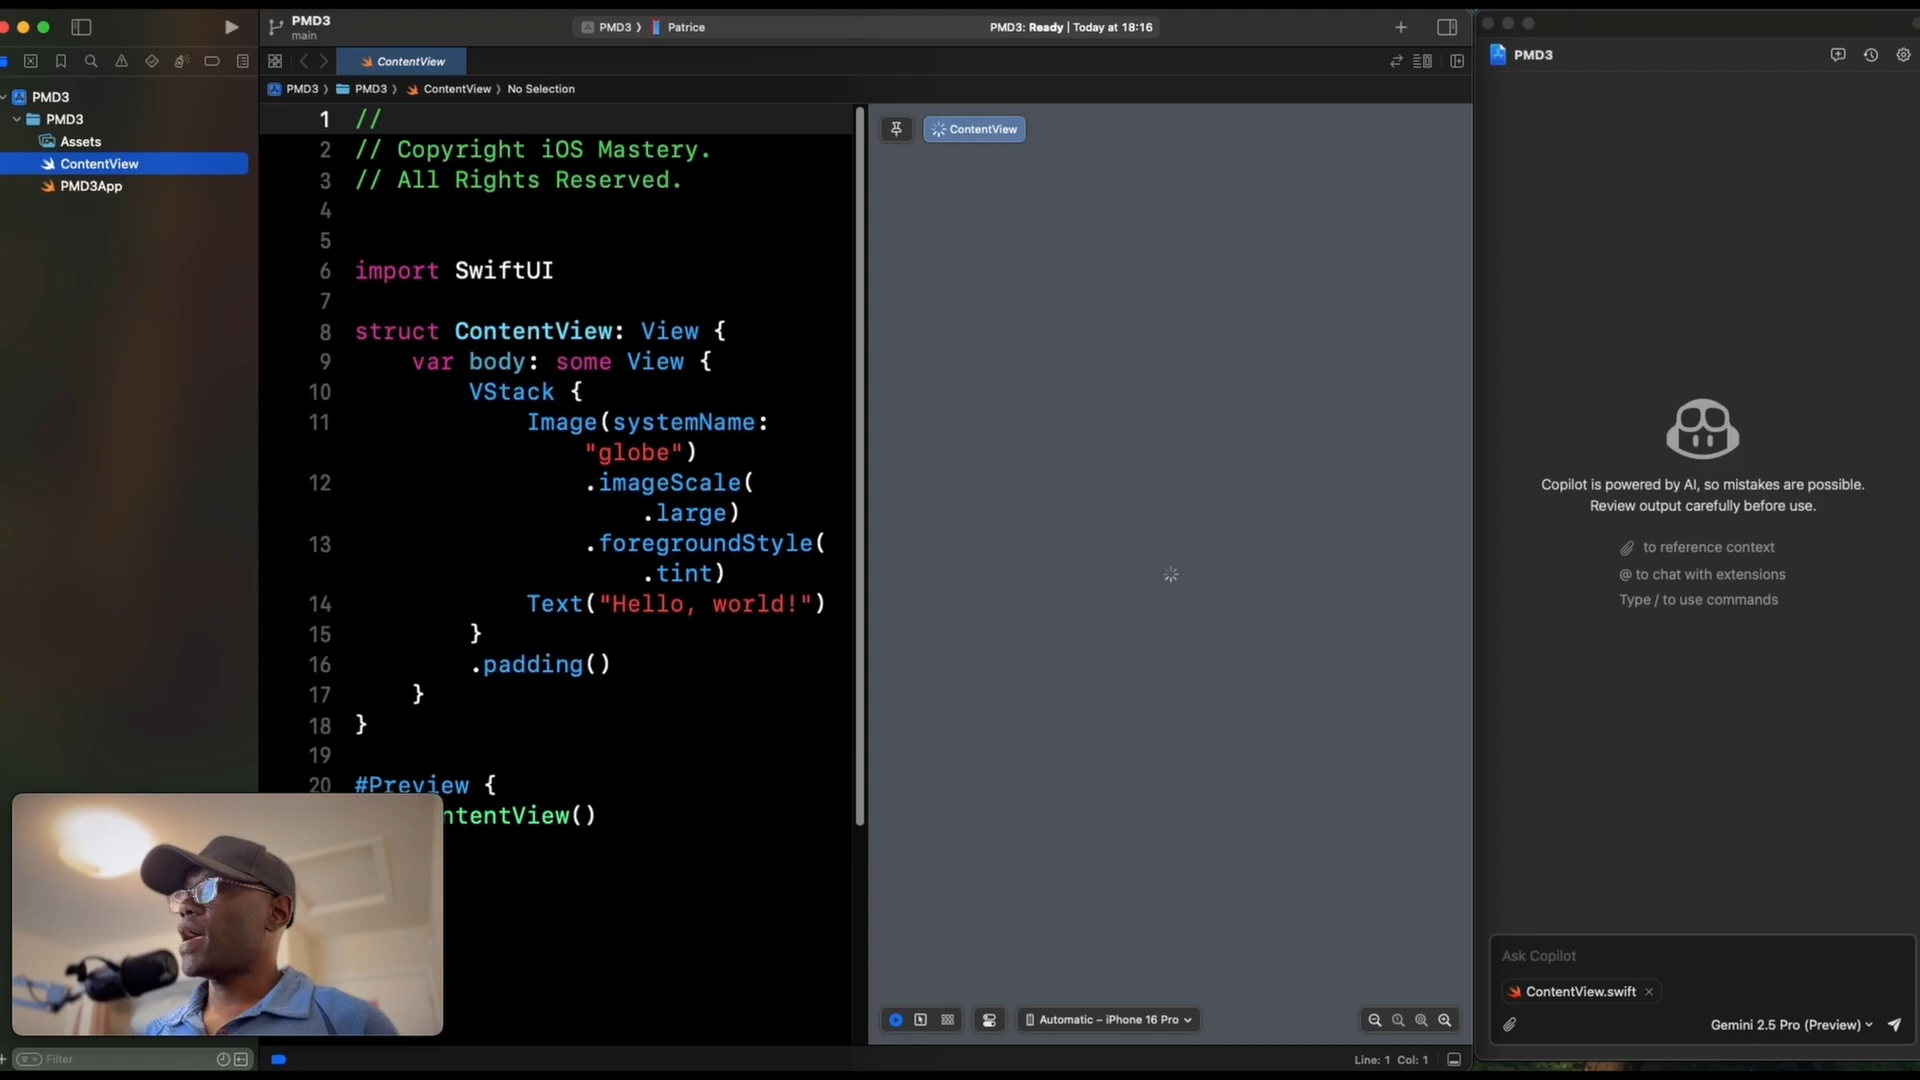 PMD3
main
PMD3
Patrice
PMD3: Ready | Today at 18:16
ContentView
PMD3 〉 PMD3 〉 ContentView 〉 No Selection
PMD3
PMD3
Assets
ContentView
PMD3App
Filter
1 //
2 // Copyright iOS Mastery.
3 // All Rights Reserved.
4
5
6 import SwiftUI
7
8 struct ContentView: View {
9 var body: some View {
10 VStack {
11 Image(systemName:
"globe")
12 .imageScale(
.large)
13 .foregroundStyle(
.tint)
14 Text("Hello, world!")
15 }
16 .padding()
17 }
18 }
19
20 #Preview {
ntentView()
ContentView
Automatic – iPhone 16 Pro
Line: 1 Col: 1
PMD3
Copilot is powered by AI, so mistakes are possible.
Review output carefully before use.
to reference context
@ to chat with extensions
Type / to use commands
Ask Copilot
ContentView.swift
Gemini 2.5 Pro (Preview)